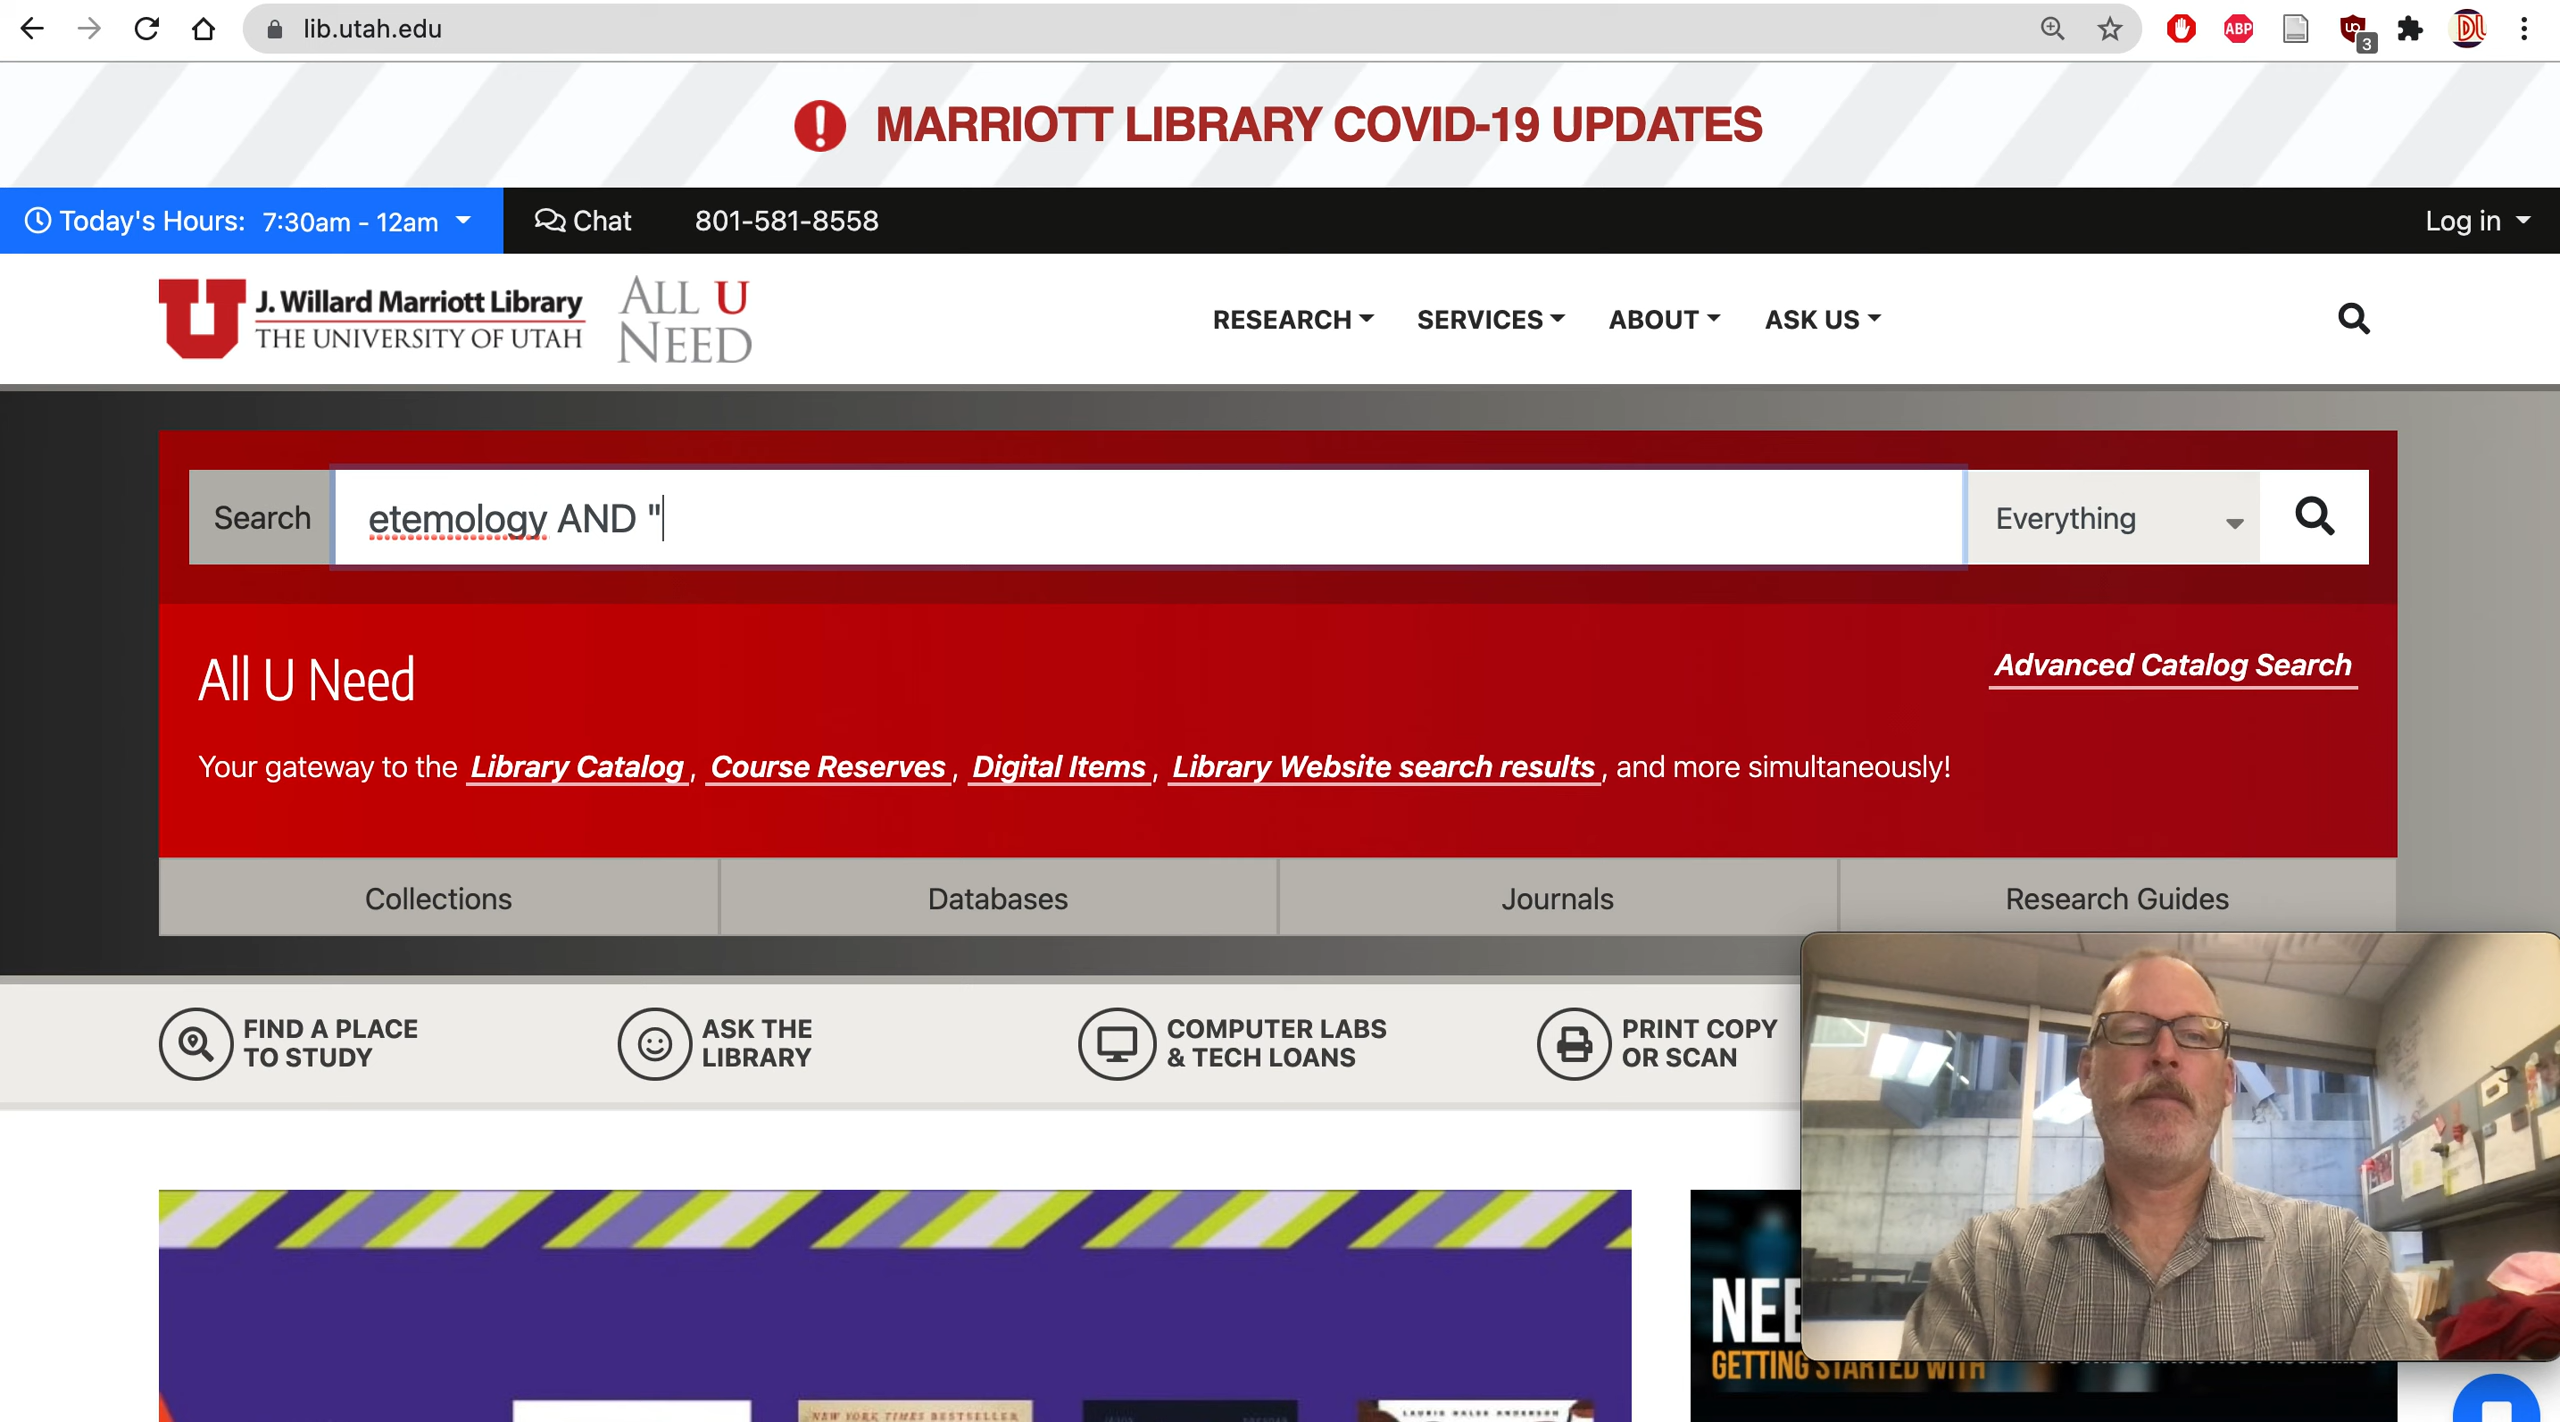 lib.utah.edu
ABP
3
DL
MARRIOTT LIBRARY COVID-19 UPDATES
Today's Hours: 7:30am - 12am
Chat
801-581-8558
Log in
U
J. Willard Marriott Library
THE UNIVERSITY OF UTAH
ALL U
NEED
RESEARCH
SERVICES
ABOUT
ASK US
Search
etemology AND "
Everything
All U Need
Advanced Catalog Search
Your gateway to the Library Catalog, Course Reserves, Digital Items, Library Website search results, and more simultaneously!
Collections
Databases
Journals
Research Guides
FIND A PLACE
TO STUDY
ASK THE
LIBRARY
COMPUTER LABS
& TECH LOANS
PRINT COPY
OR SCAN
NEW YORK TIMES BESTSELLER
LAURIE HALSE ANDERSON
GETTING STARTED WITH